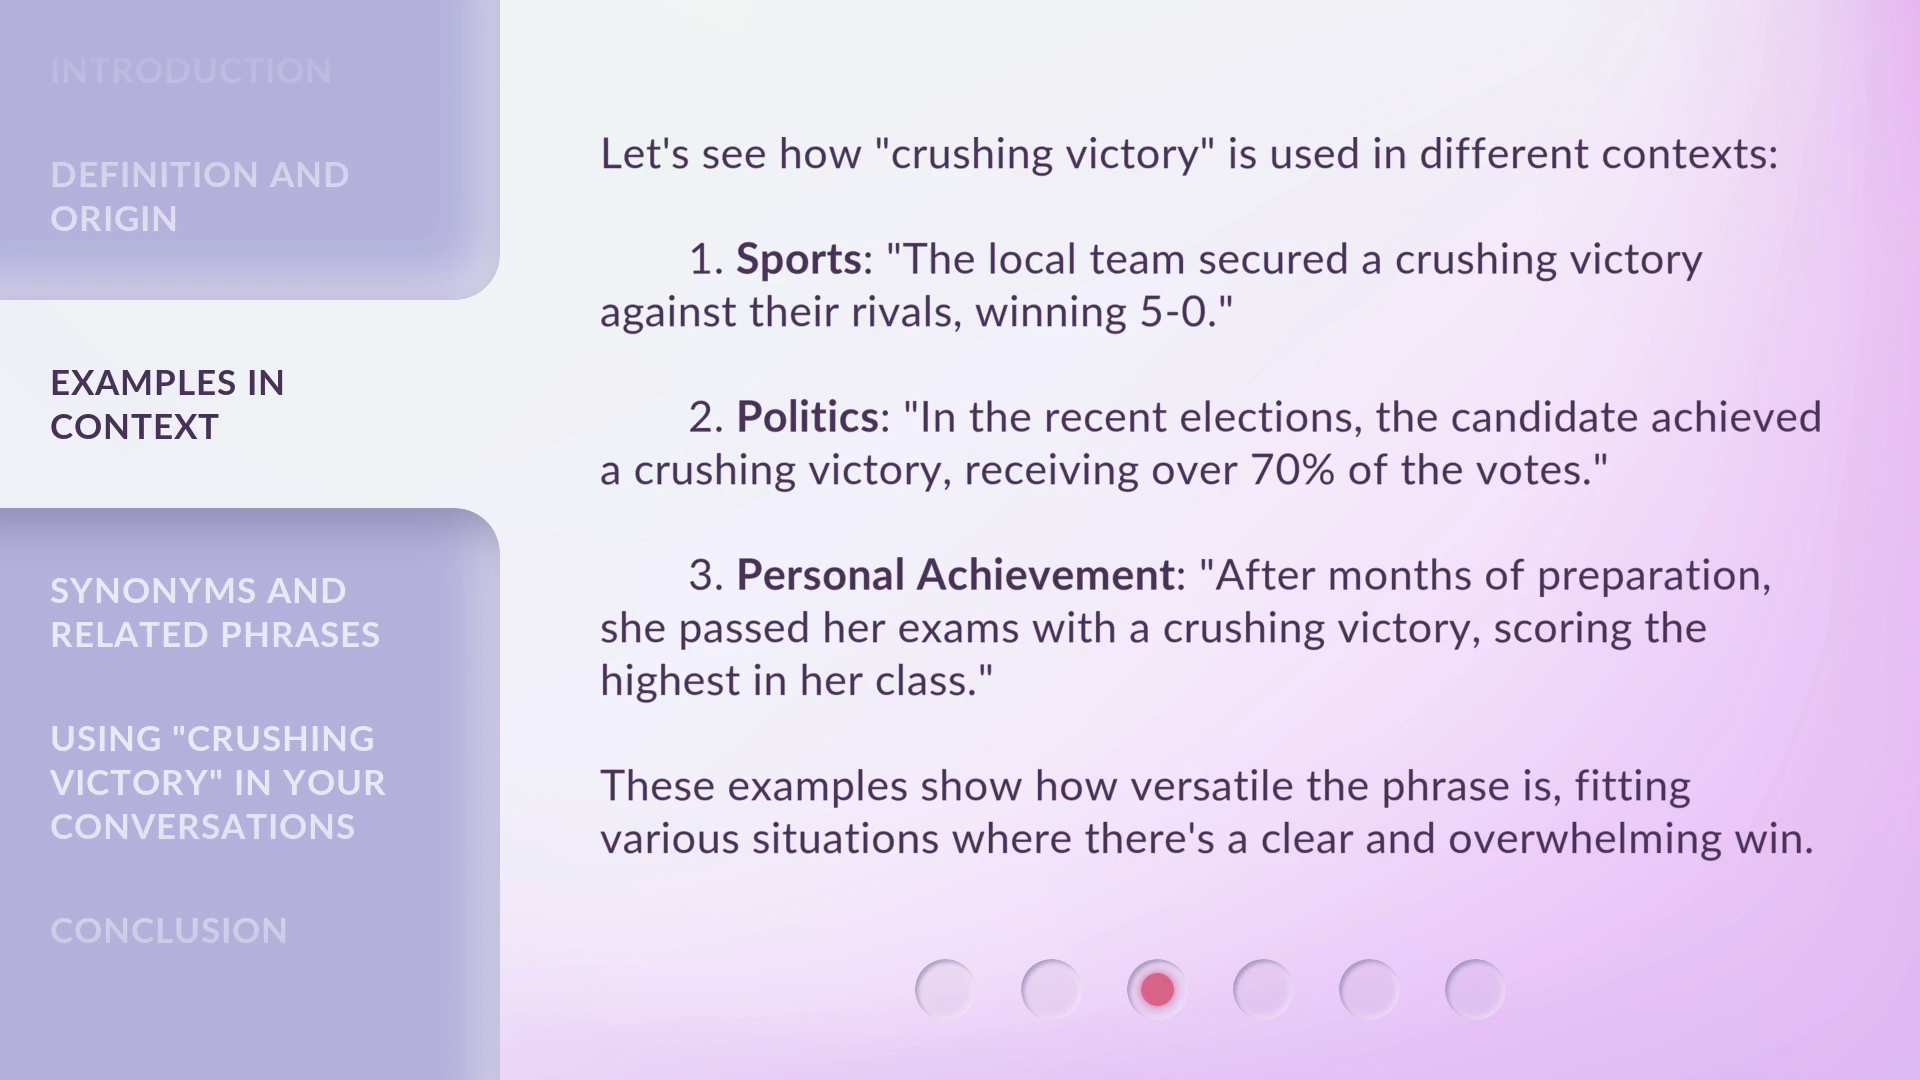 INTRODUCTION
DEFINITION AND
ORIGIN
EXAMPLES IN
CONTEXT
SYNONYMS AND
RELATED PHRASES
USING "CRUSHING
VICTORY" IN YOUR
CONVERSATIONS
CONCLUSION
Let's see how "crushing victory" is used in different contexts:
1. Sports: "The local team secured a crushing victory
against their rivals, winning 5-0."
2. Politics: "In the recent elections, the candidate achieved
a crushing victory, receiving over 70% of the votes."
3. Personal Achievement: "After months of preparation,
she passed her exams with a crushing victory, scoring the
highest in her class."
These examples show how versatile the phrase is, fitting
various situations where there's a clear and overwhelming win.